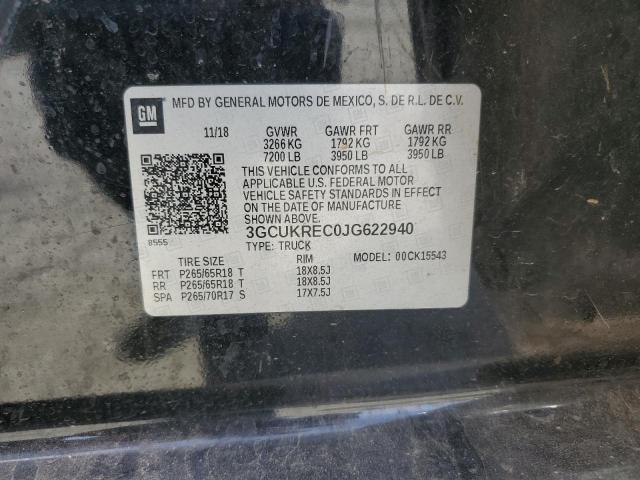 GM MFD BY GENERAL MOTORS DE MEXICO, S. DE R.L. DE C.V.
11/18 GVWR GAWR FRT GAWR RR
3266 KG 1792 KG 1792 KG
7200 LB 3950 LB 3950 LB
THIS VEHICLE CONFORMS TO ALL
APPLICABLE U.S. FEDERAL MOTOR
VEHICLE SAFETY STANDARDS IN EFFECT
ON THE DATE OF MANUFACTURE
SHOWN ABOVE.
8555 3GCUKREC0JG622940
TYPE: TRUCK MODEL: 00CK15543
TIRE SIZE RIM
FRT P265/65R18 T 18X8.5J
RR P265/65R18 T 18X8.5J
SPA P265/70R17 S 17X7.5J